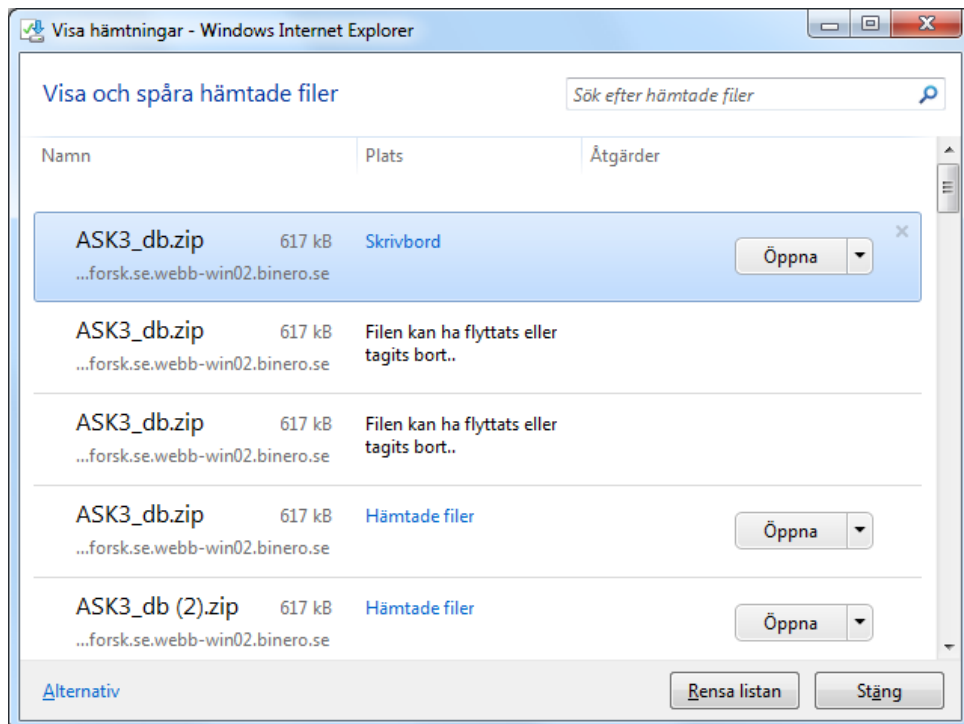 Visa hämtningar - Windows Internet Explorer
Visa och spåra hämtade filer
Sök efter hämtade filer
Namn Plats Åtgärder
ASK3_db.zip 617 kB Skrivbord Öppna
...forsk.se.webb-win02.binero.se
ASK3_db.zip 617 kB Filen kan ha flyttats eller
...forsk.se.webb-win02.binero.se tagits bort..
ASK3_db.zip 617 kB Filen kan ha flyttats eller
...forsk.se.webb-win02.binero.se tagits bort..
ASK3_db.zip 617 kB Hämtade filer Öppna
...forsk.se.webb-win02.binero.se
ASK3_db (2).zip 617 kB Hämtade filer Öppna
...forsk.se.webb-win02.binero.se
Alternativ Rensa listan Stäng